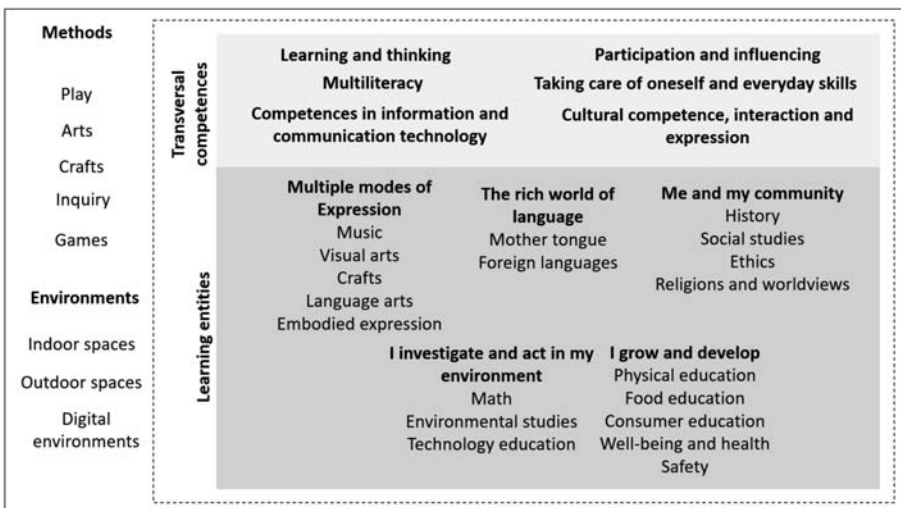 Methods
Play
Arts
Crafts
Inquiry
Games
Environments
Indoor spaces
Outdoor spaces
Digital
environments
Transversal
competences
Learning and thinking
Multiliteracy
Competences in information and
communication technology
Participation and influencing
Taking care of oneself and everyday skills
Cultural competence, interaction and
expression
Learning entities
Multiple modes of
Expression
Music
Visual arts
Crafts
Language arts
Embodied expression
The rich world of
language
Mother tongue
Foreign languages
Me and my community
History
Social studies
Ethics
Religions and worldviews
I investigate and act in my
environment
Math
Environmental studies
Technology education
I grow and develop
Physical education
Food education
Consumer education
Well-being and health
Safety